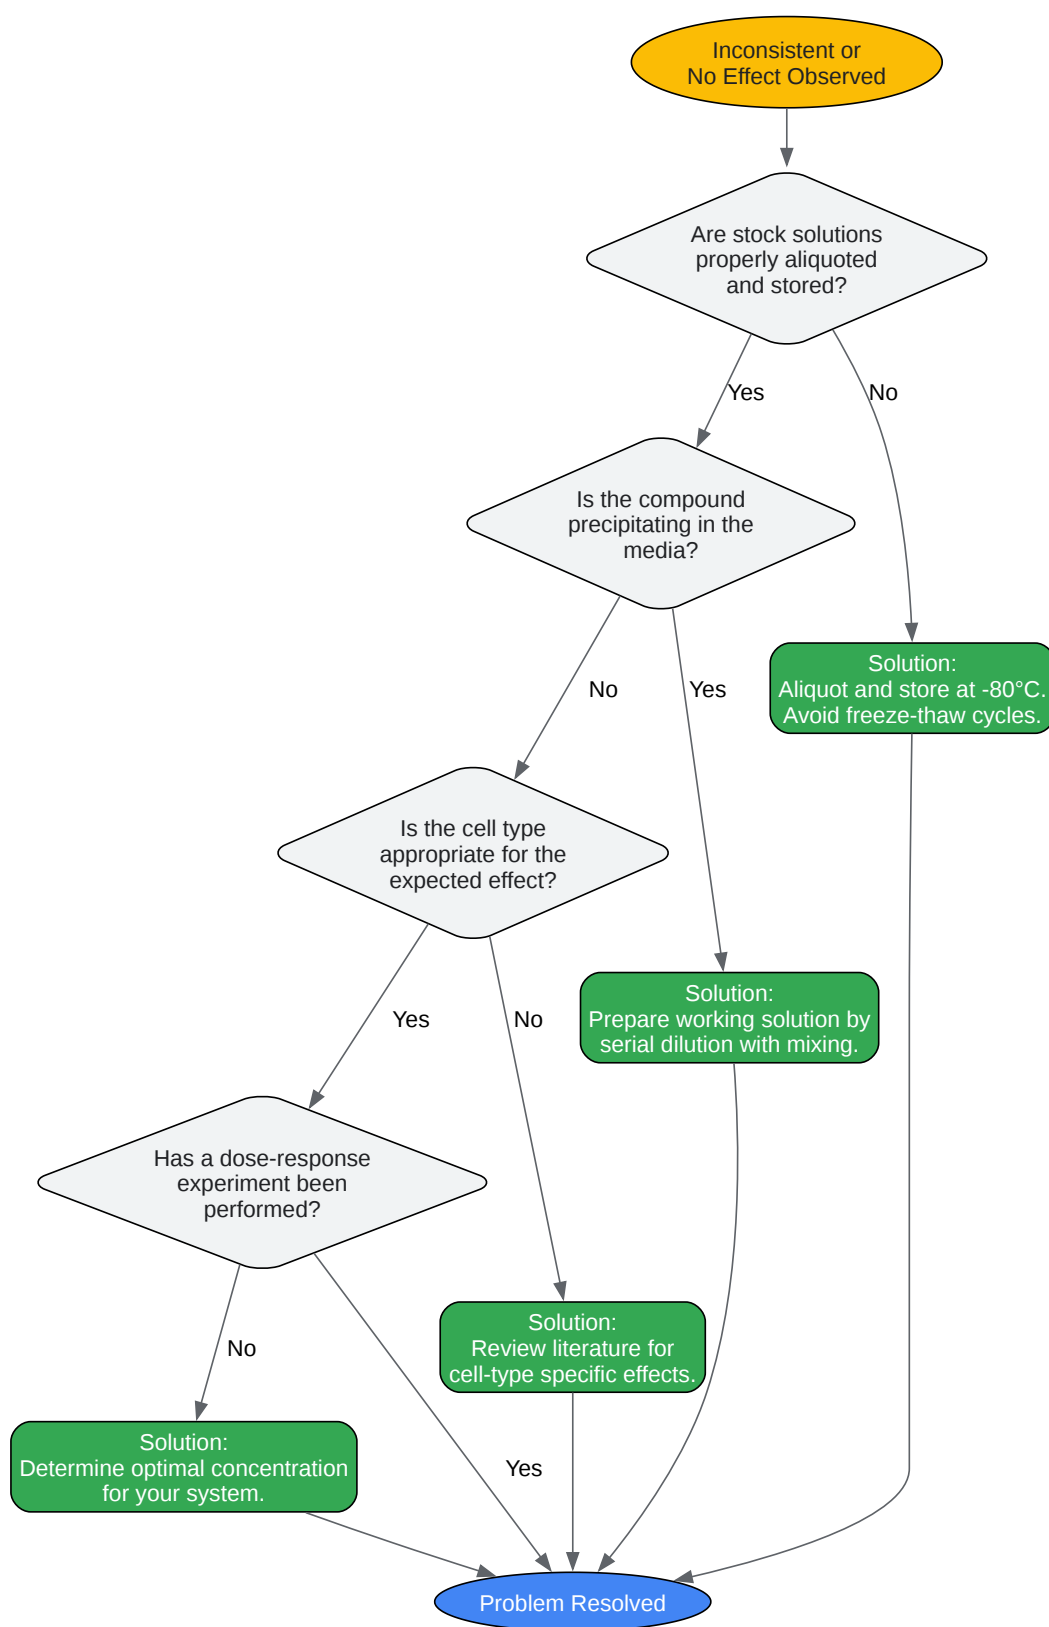 Inconsistent or
No Effect Observed
Are stock solutions
properly aliquoted
and stored?
Yes
No
Is the compound
precipitating in the
media?
No
Yes
Solution:
Aliquot and store at -80°C.
Avoid freeze-thaw cycles.
Is the cell type
appropriate for the
expected effect?
Yes
No
Solution:
Prepare working solution by
serial dilution with mixing.
Has a dose-response
experiment been
performed?
No
Yes
Solution:
Review literature for
cell-type specific effects.
Solution:
Determine optimal concentration
for your system.
Problem Resolved